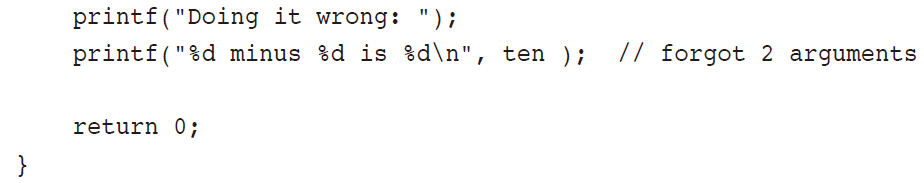 printf("Doing it wrong: ");
printf("%d minus %d is %d\n", ten );  // forgot 2 arguments
return 0;
}